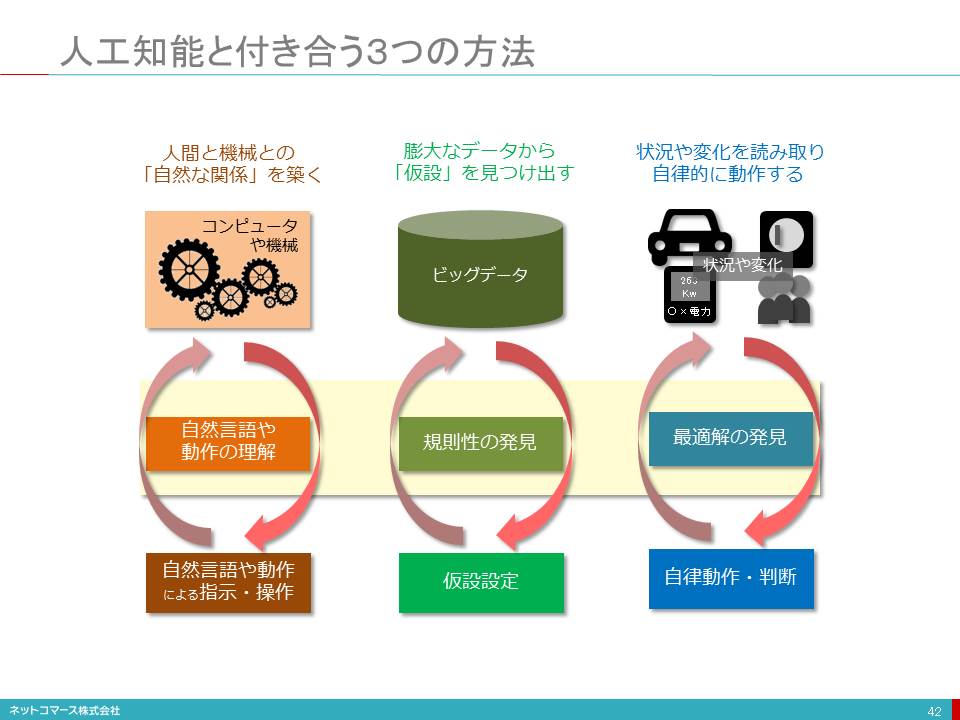 人工知能と付き合う３つの方法
人間と機械との
「自然な関係」を築く
膨大なデータから
「仮設」を見つけ出す
状況や変化を読み取り
自律的に動作する
コンピュータ
や機械
ビッグデータ
状況や変化
263
Kw
○×電力
自然言語や
動作の理解
規則性の発見
最適解の発見
自然言語や動作
による指示・操作
仮設設定
自律動作・判断
ネットコマース株式会社
42